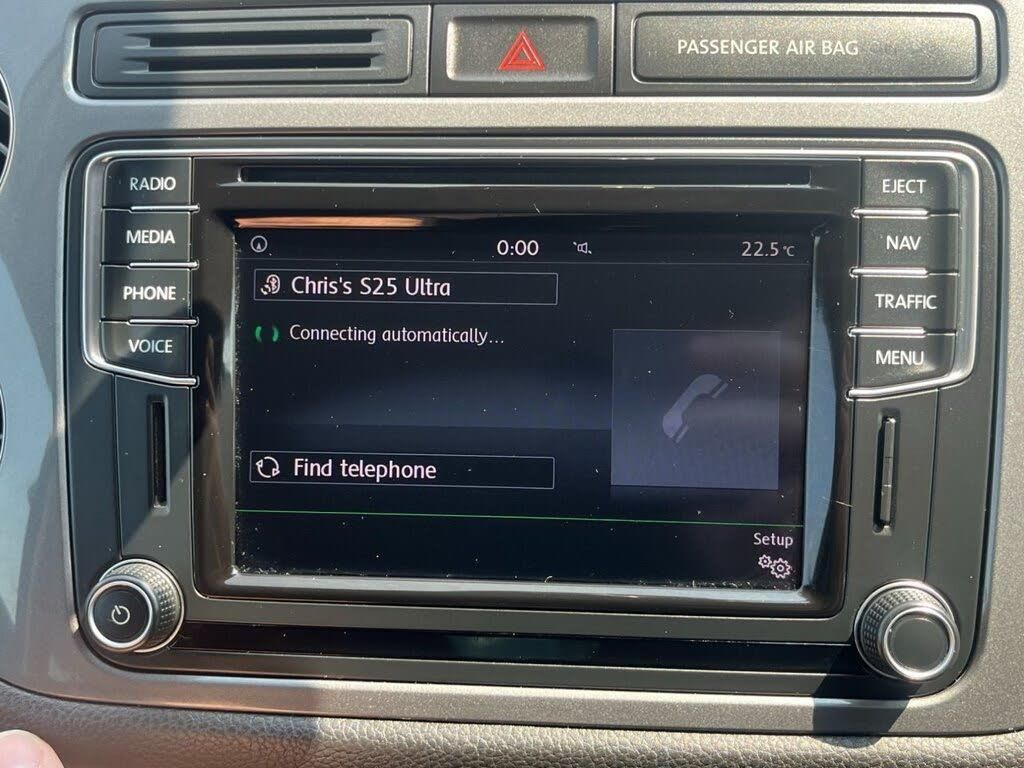 PASSENGER AIR BAG
RADIO
MEDIA
PHONE
VOICE
EJECT
NAV
TRAFFIC
MENU
0:00
22.5°C
Chris's S25 Ultra
Connecting automatically...
Find telephone
Setup